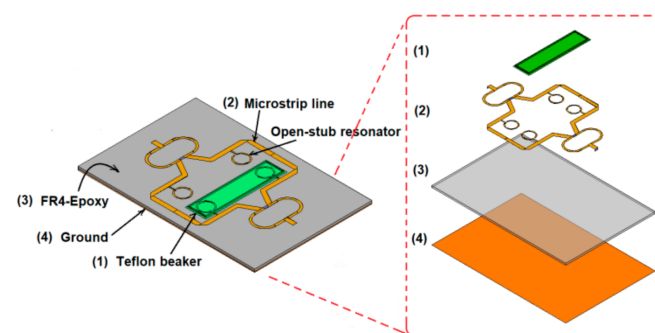 (2) Microstrip line
Open-stub resonator
(3) FR4-Epoxy
(4) Ground
(1) Teflon beaker
(1)
(2)
(3)
(4)